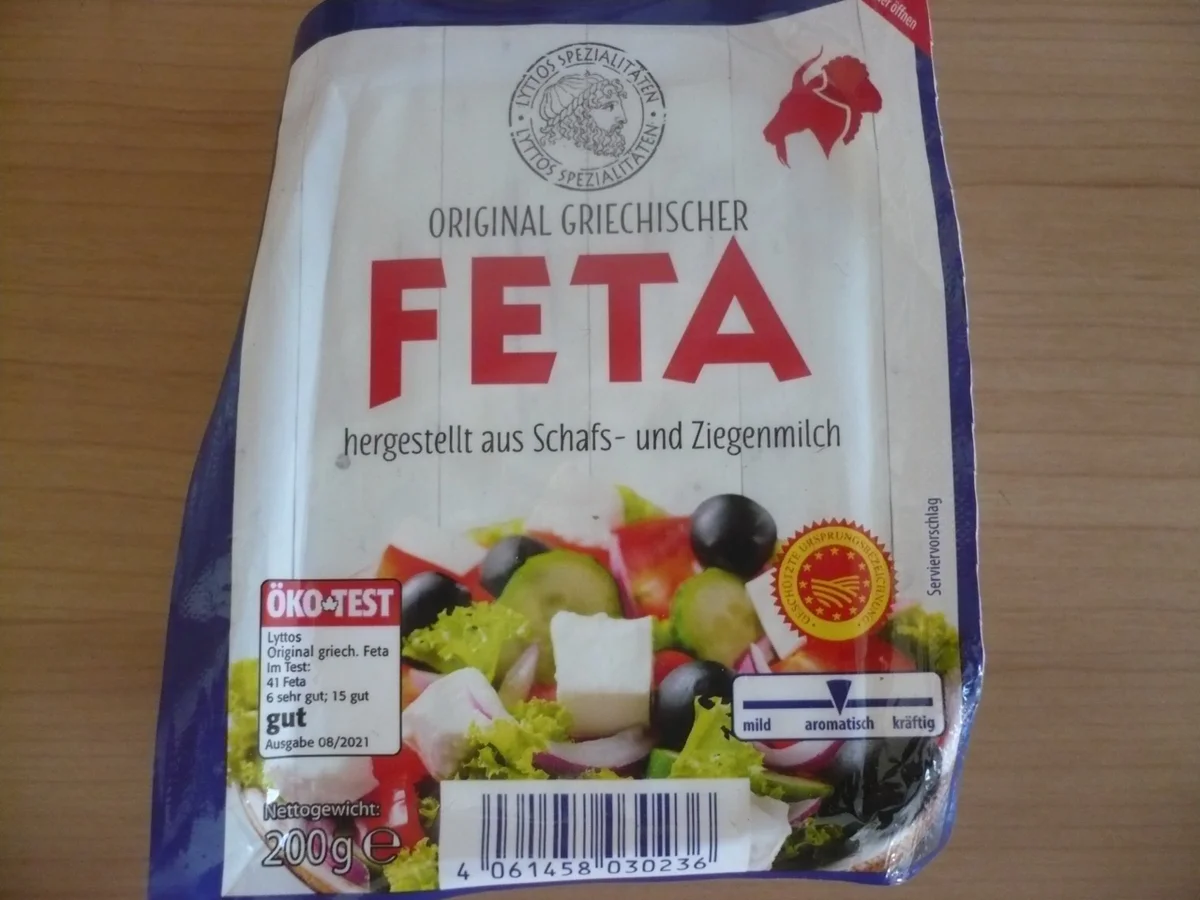 er öffnen
LYTTOS SPEZIALITÄTEN
LYTTOS SPEZIALITÄTEN
ORIGINAL GRIECHISCHER
FETA
hergestellt aus Schafs- und Ziegenmilch
Serviervorschlag
GESCHÜTZTE URSPRUNGSBEZEICHNUNG
ÖKO TEST
Lyttos
Original griech. Feta
Im Test:
41 Feta
6 sehr gut; 15 gut
gut
Ausgabe 08/2021
mild aromatisch kräftig
Nettogewicht:
200g e
4 061458 030236